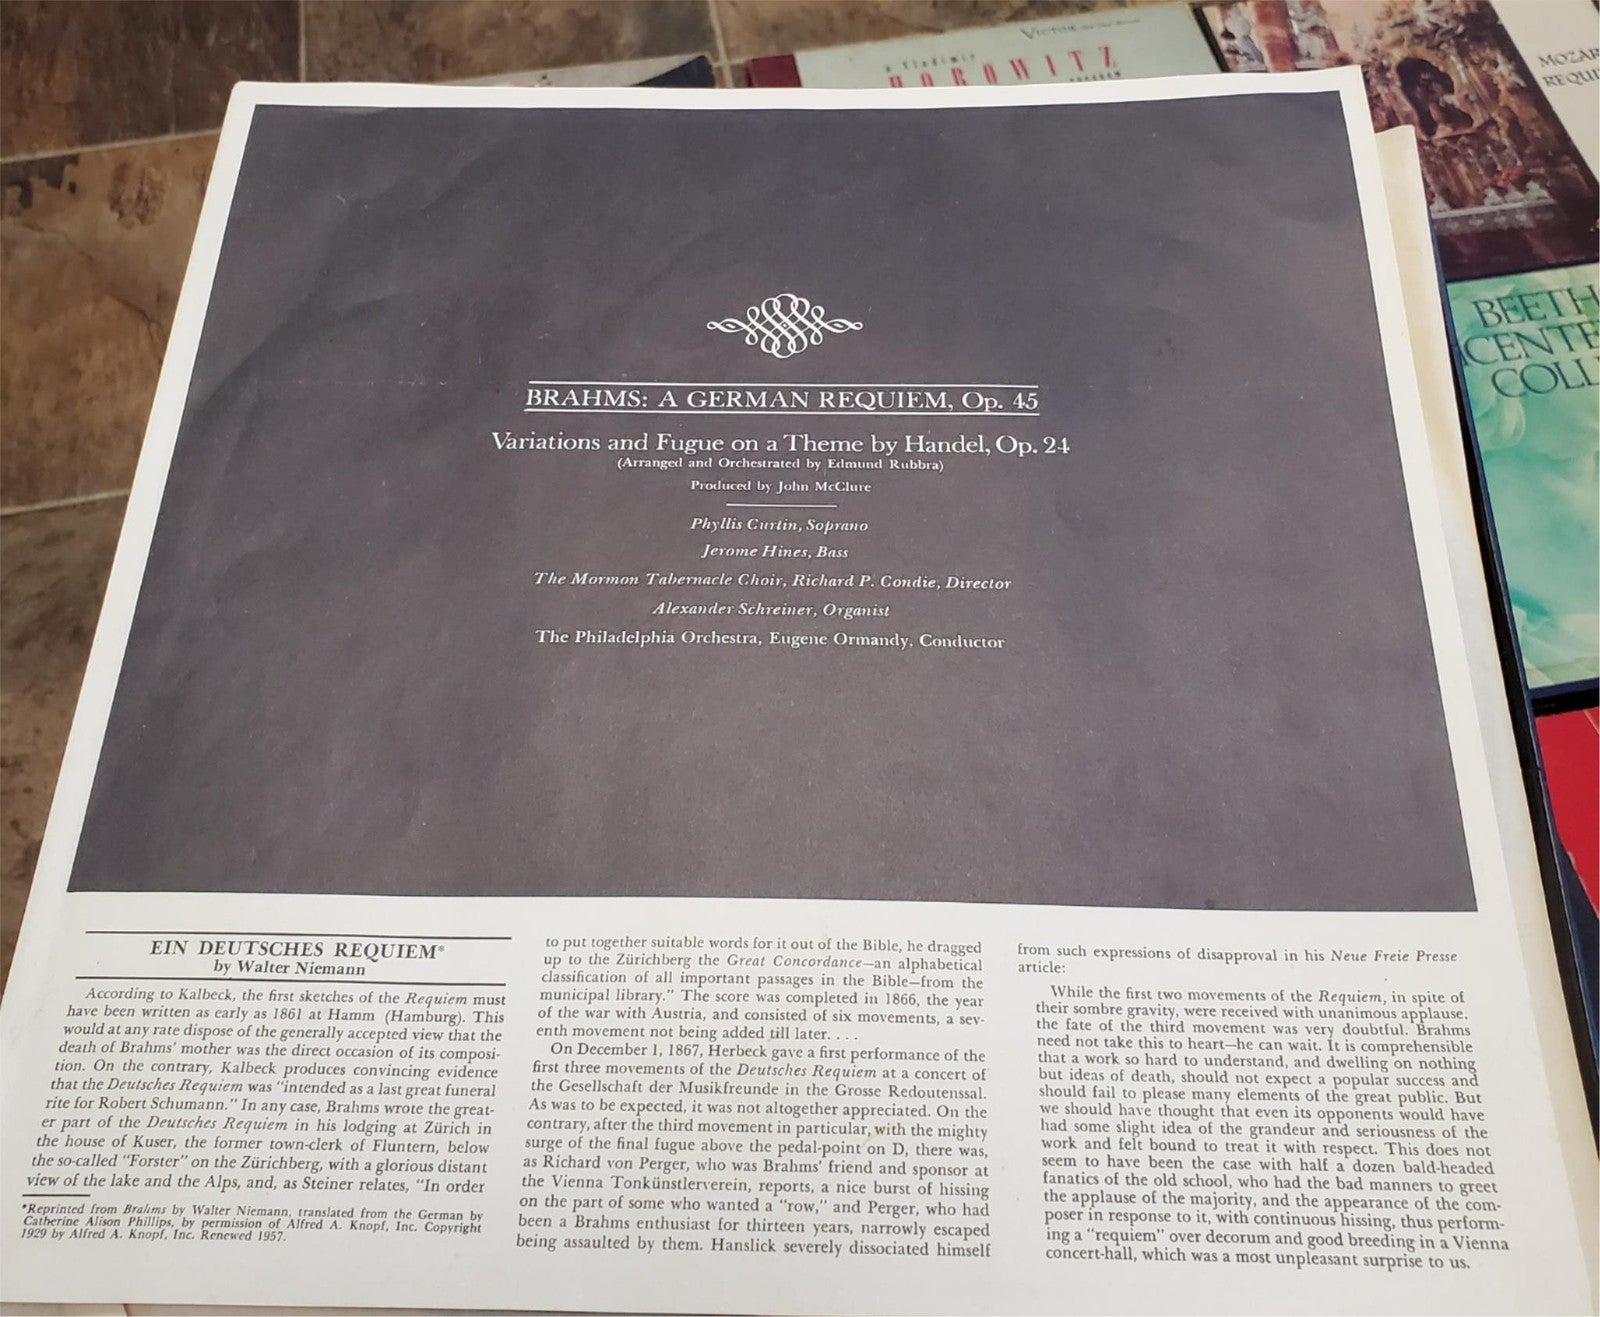 VICTOR
Vladimir
HOROWITZ
PROGRAM
MOZAR
REQUI
BEETH
CENTE
COLL
BRAHMS: A GERMAN REQUIEM, Op. 45
Variations and Fugue on a Theme by Handel, Op. 24
(Arranged and Orchestrated by Edmund Rubbra)
Produced by John McClure
Phyllis Curtin, Soprano
Jerome Hines, Bass
The Mormon Tabernacle Choir, Richard P. Condie, Director
Alexander Schreiner, Organist
The Philadelphia Orchestra, Eugene Ormandy, Conductor
EIN DEUTSCHES REQUIEM*
by Walter Niemann
According to Kalbeck, the first sketches of the Requiem must
have been written as early as 1861 at Hamm (Hamburg). This
would at any rate dispose of the generally accepted view that the
death of Brahms' mother was the direct occasion of its composi-
tion. On the contrary, Kalbeck produces convincing evidence
that the Deutsches Requiem was "intended as a last great funeral
rite for Robert Schumann." In any case, Brahms wrote the great-
er part of the Deutsches Requiem in his lodging at Zürich in
the house of Kuser, the former town-clerk of Fluntern, below
the so-called "Forster" on the Zürichberg, with a glorious distant
view of the lake and the Alps, and, as Steiner relates, "In order
*Reprinted from Brahms by Walter Niemann, translated from the German by
Catherine Alison Phillips, by permission of Alfred A. Knopf, Inc. Copyright
1929 by Alfred A. Knopf, Inc. Renewed 1957.
to put together suitable words for it out of the Bible, he dragged
up to the Zürichberg the Great Concordance—an alphabetical
classification of all important passages in the Bible—from the
municipal library." The score was completed in 1866, the year
of the war with Austria, and consisted of six movements, a sev-
enth movement not being added till later. . . .
On December 1, 1867, Herbeck gave a first performance of the
first three movements of the Deutsches Requiem at a concert of
the Gesellschaft der Musikfreunde in the Grosse Redoutenssal.
As was to be expected, it was not altogether appreciated. On the
contrary, after the third movement in particular, with the mighty
surge of the final fugue above the pedal-point on D, there was,
as Richard von Perger, who was Brahms' friend and sponsor at
the Vienna Tonkünstlerverein, reports, a nice burst of hissing
on the part of some who wanted a "row," and Perger, who had
been a Brahms enthusiast for thirteen years, narrowly escaped
being assaulted by them. Hanslick severely dissociated himself
from such expressions of disapproval in his Neue Freie Presse
article:
While the first two movements of the Requiem, in spite of
their sombre gravity, were received with unanimous applause,
the fate of the third movement was very doubtful. Brahms
need not take this to heart—he can wait. It is comprehensible
that a work so hard to understand, and dwelling on nothing
but ideas of death, should not expect a popular success and
should fail to please many elements of the great public. But
we should have thought that even its opponents would have
had some slight idea of the grandeur and seriousness of the
work and felt bound to treat it with respect. This does not
seem to have been the case with half a dozen bald-headed
fanatics of the old school, who had the bad manners to greet
the applause of the majority, and the appearance of the com-
poser in response to it, with continuous hissing, thus perform-
ing a "requiem" over decorum and good breeding in a Vienna
concert-hall, which was a most unpleasant surprise to us.